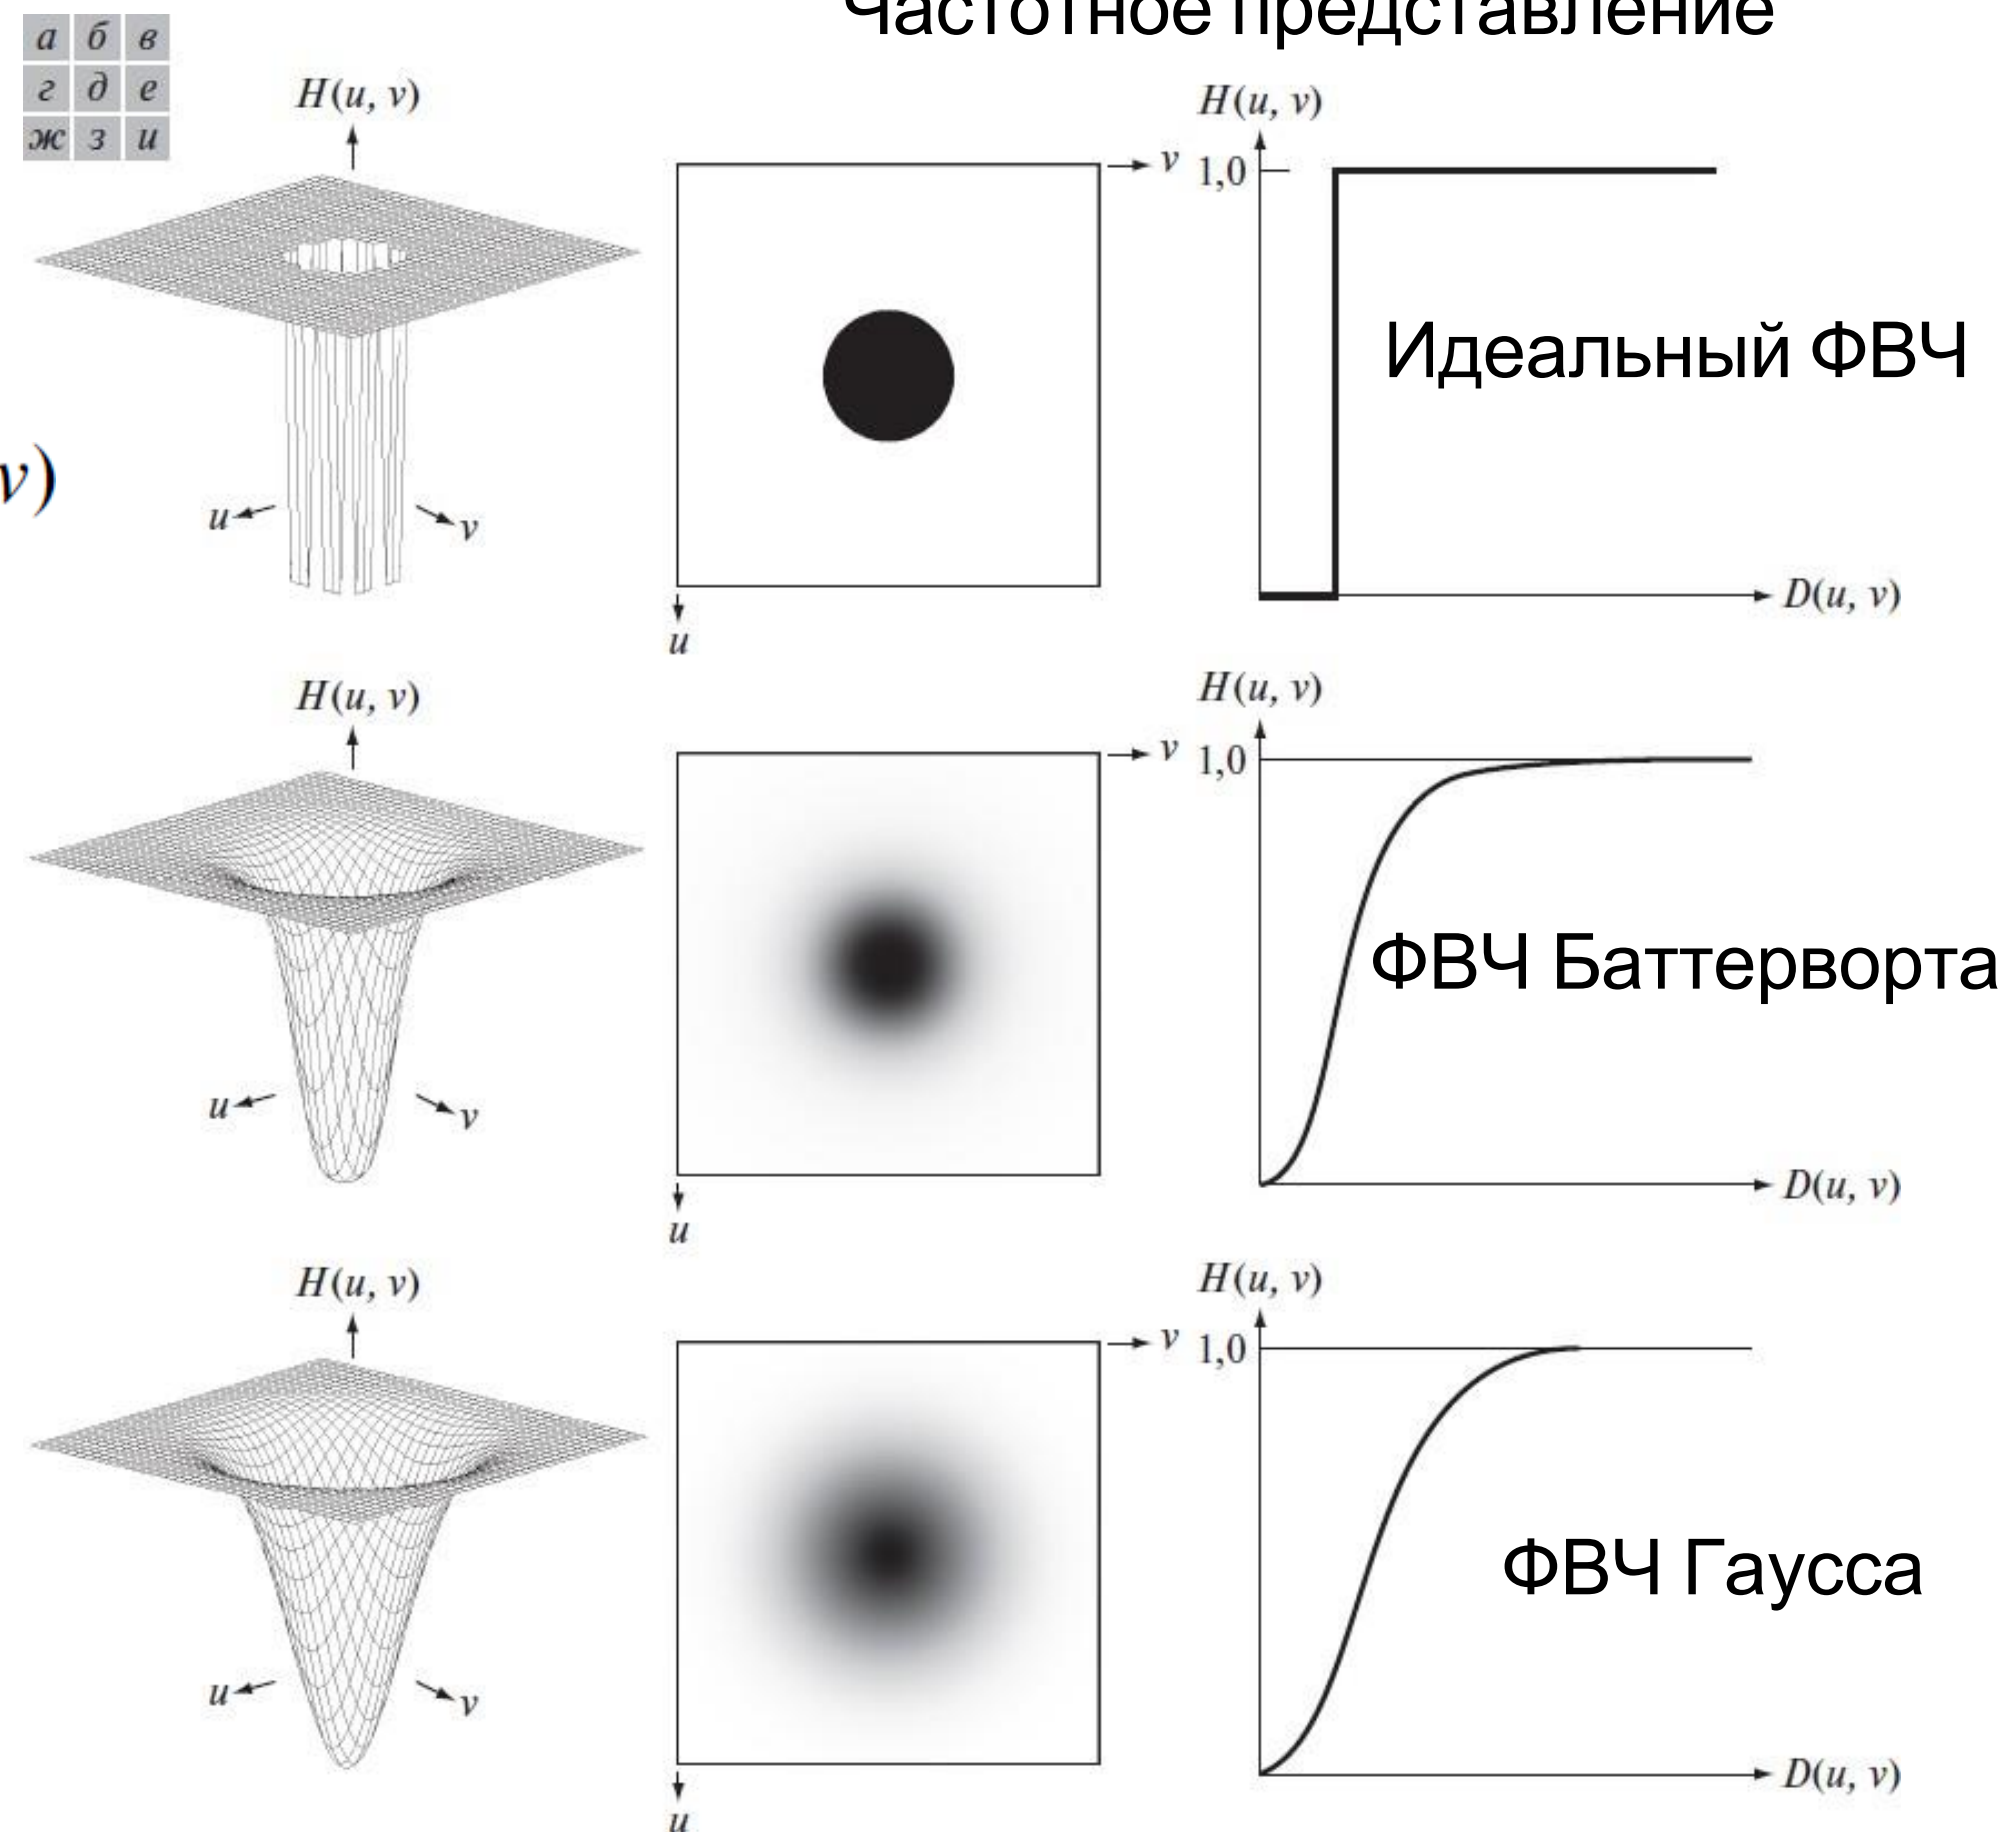 Частотное представление
а б в
г д е
ж з и
H(u, v)
u
v
v
u
H(u, v)
1,0
D(u, v)
Идеальный ФВЧ
v)
H(u, v)
u
v
v
u
H(u, v)
1,0
D(u, v)
ФВЧ Баттерворта
H(u, v)
u
v
v
u
H(u, v)
1,0
D(u, v)
ФВЧ Гаусса